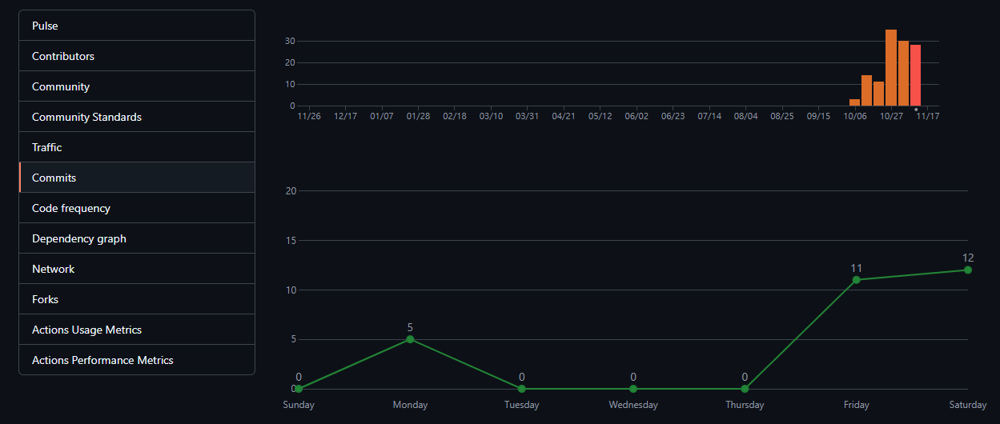 Pulse
Contributors
Community
Community Standards
Traffic
Commits
Code frequency
Dependency graph
Network
Forks
Actions Usage Metrics
Actions Performance Metrics
30
20
10
0
11/26 12/17 01/07 01/28 02/18 03/10 03/31 04/21 05/12 06/02 06/23 07/14 08/04 08/25 09/15 10/06 10/27 11/17
20
15
10
5
0
0 5 0 0 0 11 12
Sunday Monday Tuesday Wednesday Thursday Friday Saturday